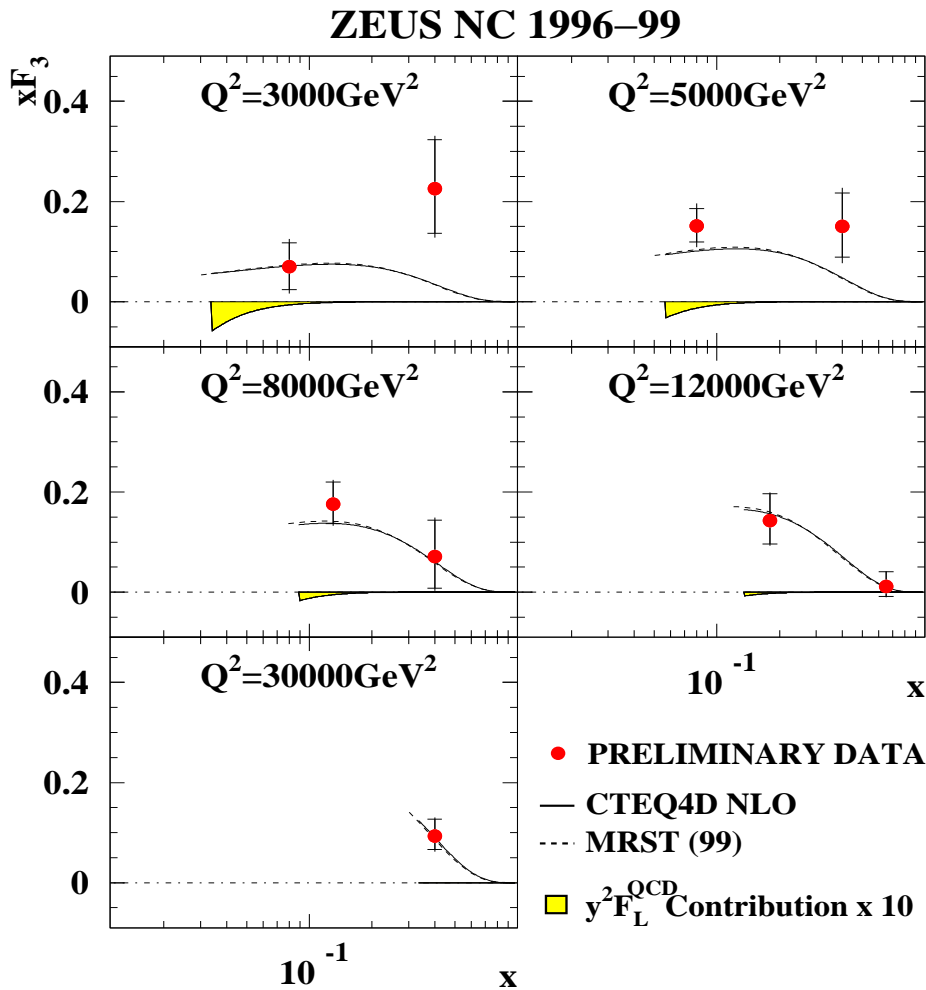 ZEUS NC 1996–99
xF3
Q2=3000GeV2
Q2=5000GeV2
0.4
0.2
0
Q2=8000GeV2
Q2=12000GeV2
0.4
0.2
0
Q2=30000GeV2
10-1
x
0.4
0.2
0
10-1
x
PRELIMINARY DATA
CTEQ4D NLO
MRST (99)
y2FLQCD Contribution x 10